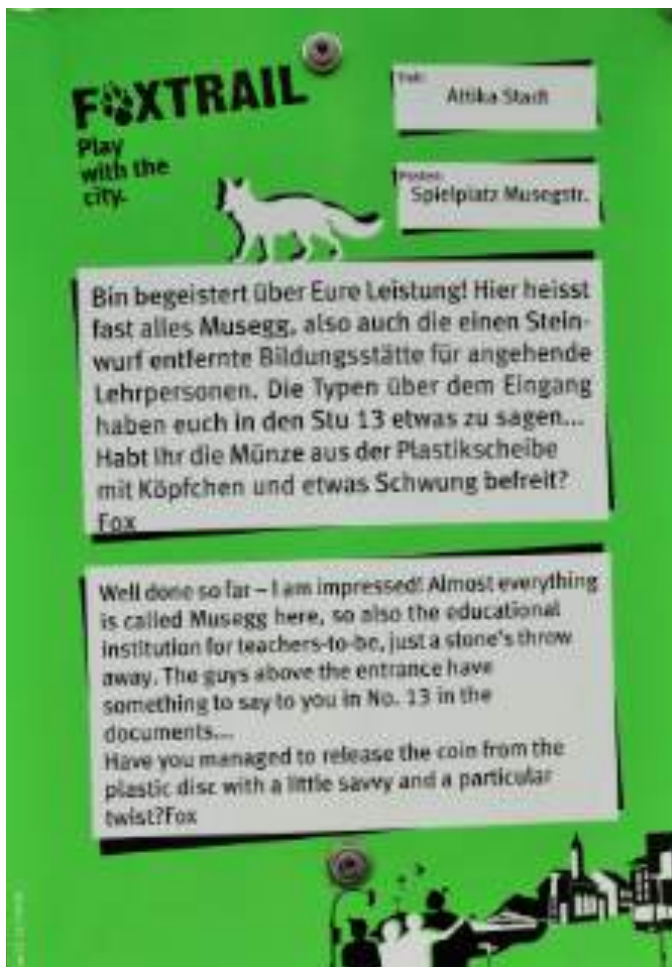 FOXTRAIL
Play
with the
city.
Attika Stadt
Posten:
Spielplatz Musegstr.
Bin begeistert über Eure Leistung! Hier heisst
fast alles Musegg, also auch die einen Stein-
wurf entfernte Bildungsstätte für angehende
Lehrpersonen. Die Typen über dem Eingang
haben euch in den Stu 13 etwas zu sagen...
Habt Ihr die Münze aus der Plastikscheibe
mit Köpfchen und etwas Schwung befreit?
Fox
Well done so far – I am impressed! Almost everything
is called Musegg here, so also the educational
institution for teachers-to-be, just a stone's throw
away. The guys above the entrance have
something to say to you in No. 13 in the
documents...
Have you managed to release the coin from the
plastic disc with a little savvy and a particular
twist?Fox